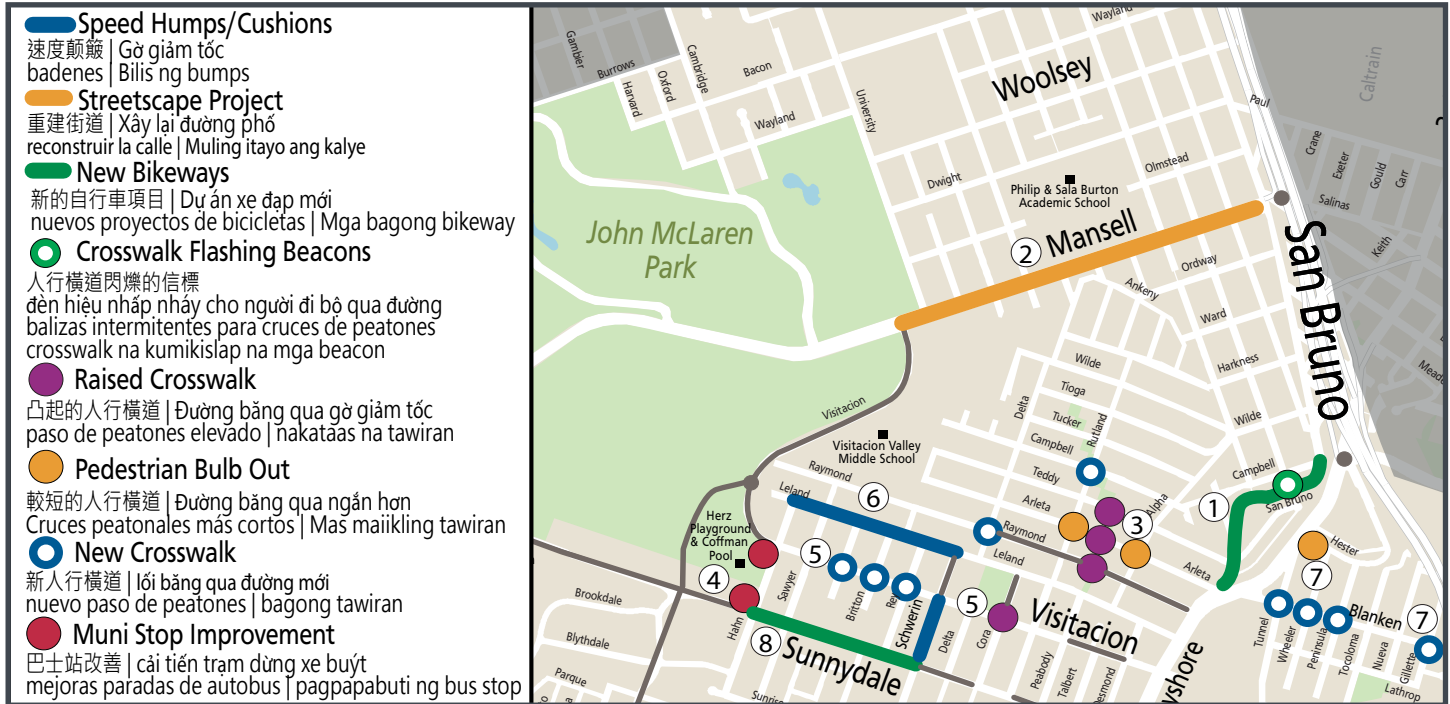 Speed Humps/Cushions
速度颠簸 | Gờ giảm tốc
badenes | Bilis ng bumps
Streetscape Project
重建街道 | Xây lại đường phố
reconstruir la calle | Muling itayo ang kalye
New Bikeways
新的自行車項目 | Dự án xe đạp mới
nuevos proyectos de bicicletas | Mga bagong bikeway
Crosswalk Flashing Beacons
人行橫道閃爍的信標
đèn hiệu nhấp nháy cho người đi bộ qua đường
balizas intermitentes para cruces de peatones
crosswalk na kumikislap na mga beacon
Raised Crosswalk
凸起的人行橫道 | Đường băng qua gờ giảm tốc
paso de peatones elevado | nakataas na tawiran
Pedestrian Bulb Out
較短的人行橫道 | Đường băng qua ngắn hơn
Cruces peatonales más cortos | Mas maiikling tawiran
New Crosswalk
新人行橫道 | lối băng qua đường mới
nuevo paso de peatones | bagong tawiran
Muni Stop Improvement
巴士站改善 | cải tiến trạm dừng xe buýt
mejoras paradas de autobus | pagpapabuti ng bus stop
Wayland
Gambier
Burrows
Harvard
Oxford
Cambridge
Bacon
Wayland
University
Woolsey
Caltrain
Paul
Crane
Exeter
Gould
Carr
Salinas
Keith
Dwight
Olmstead
Philip & Sala Burton
Academic School
John McLaren
Park
2
Mansell
San Bruno
Ordway
Ankeny
Ward
Harkness
Wilde
Wilde
Tioga
Tucker
Delta
Rutland
Campbell
Teddy
Arleta
Alpha
Visitacion
Visitacion Valley
Middle School
Raymond
Leland
6
Campbell
San Bruno
1
3
Raymond
Leland
Arleta
Hester
7
Herz
Playground
& Coffman
Pool
4
5
Sawyer
Britton
Schwerin
5
Delta
Cora
Visitacion
Tunnel
Wheeler
Peninsula
Tocoloma
Blanken
Nueva
Gillette
7
Lathrop
Brookdale
Blythdale
Parque
Hahn
8
Sunnydale
Peabody
Talbert